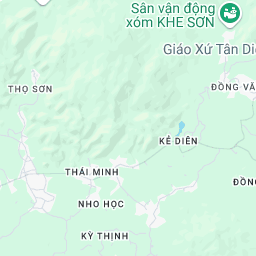 Sân vận động
xóm KHE SƠN
Giáo Xứ Tân Di
THỌ SƠN
ĐỒNG VĂ
KẺ DIÊN
THÁI MINH
ĐỒN
NHO HỌC
KỲ THỊNH